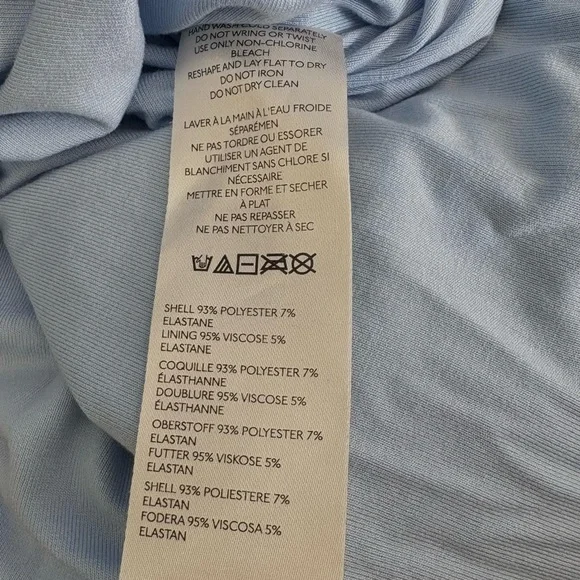 HAND WASH COLD SEPARATELY
DO NOT WRING OR TWIST
USE ONLY NON-CHLORINE
BLEACH
RESHAPE AND LAY FLAT TO DRY
DO NOT IRON
DO NOT DRY CLEAN
LAVER À LA MAIN À L'EAU FROIDE
SÉPARÉMEN
NE PAS TORDRE OU ESSORER
UTILISER UN AGENT DE
BLANCHIMENT SANS CHLORE SI
NÉCESSAIRE
METTRE EN FORME ET SECHER
À PLAT
NE PAS REPASSER
NE PAS NETTOYER À SEC
SHELL 93% POLYESTER 7%
ELASTANE
LINING 95% VISCOSE 5%
ELASTANE
COQUILLE 93% POLYESTER 7%
ÉLASTHANNE
DOUBLURE 95% VISCOSE 5%
ÉLASTHANNE
OBERSTOFF 93% POLYESTER 7%
ELASTAN
FUTTER 95% VISKOSE 5%
ELASTAN
SHELL 93% POLIESTERE 7%
ELASTAN
FODERA 95% VISCOSA 5%
ELASTAN